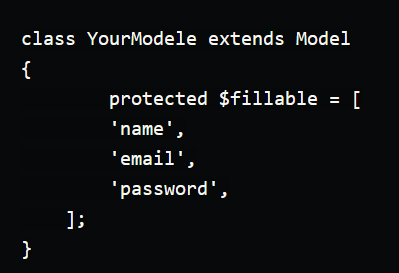 class YourModele extends Model
{
        protected $fillable = [
        'name',
        'email',
        'password',
    ];
}